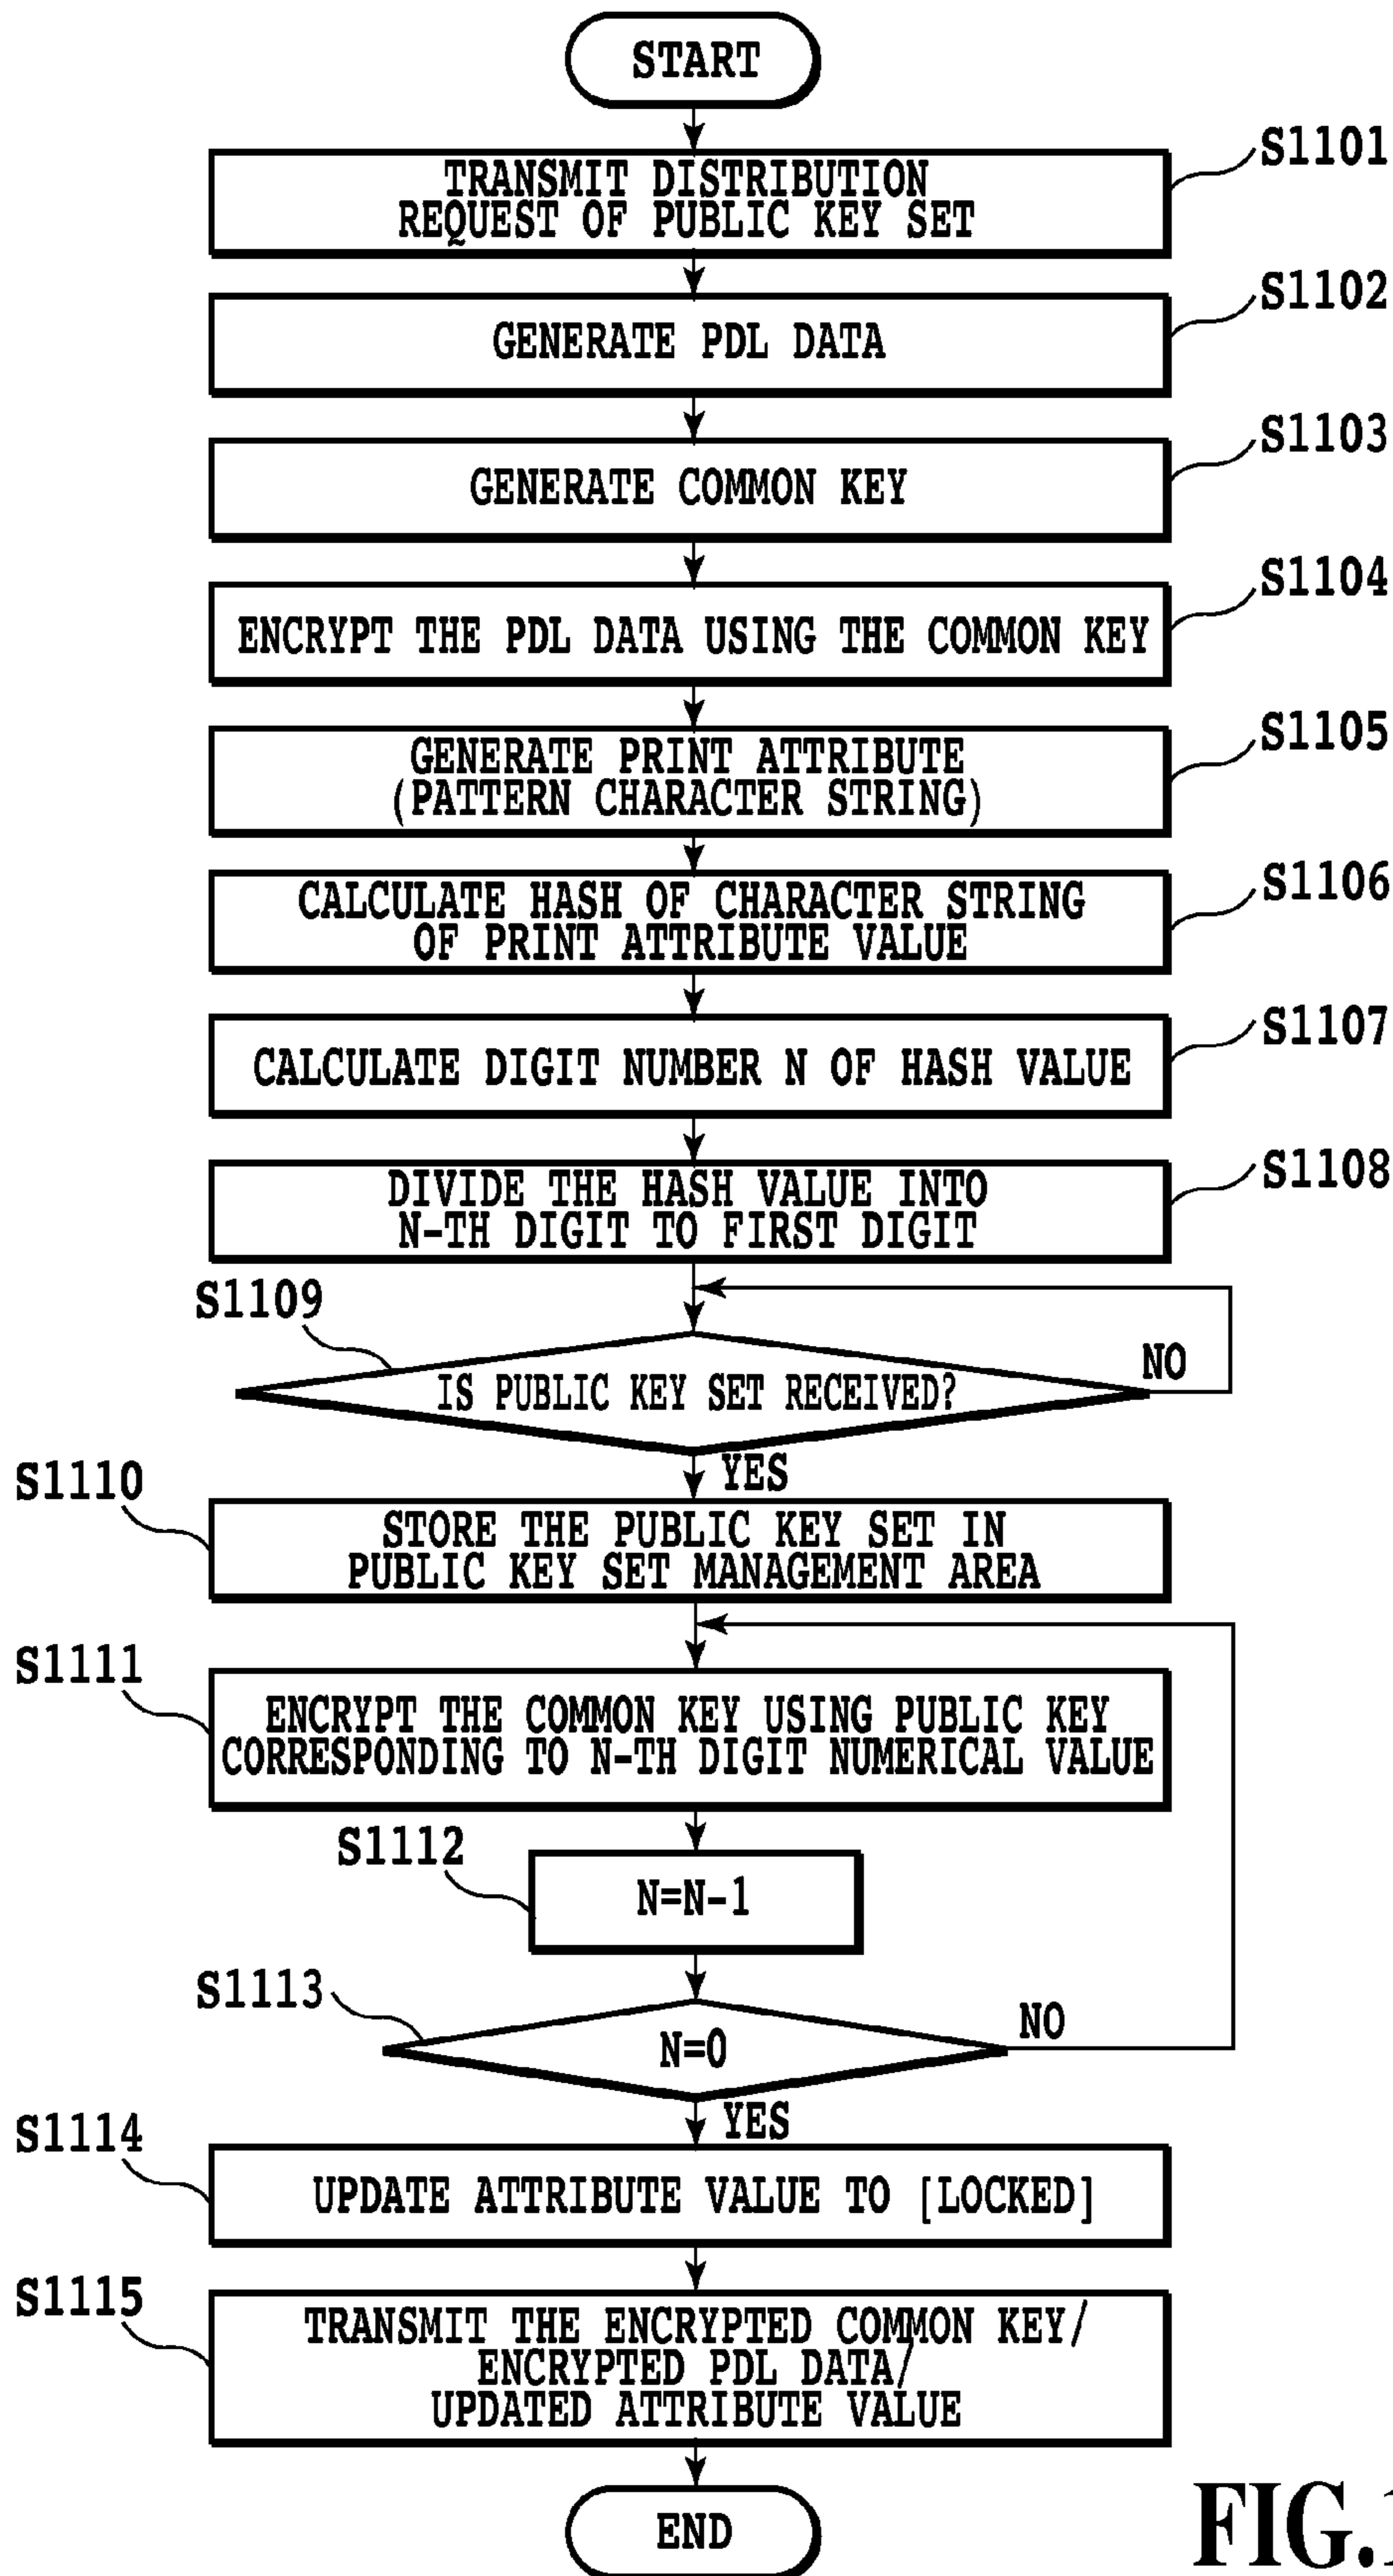 START
S1101
TRANSMIT DISTRIBUTION
REQUEST OF PUBLIC KEY SET
S1102
GENERATE PDL DATA
S1103
GENERATE COMMON KEY
S1104
ENCRYPT THE PDL DATA USING THE COMMON KEY
S1105
GENERATE PRINT ATTRIBUTE
(PATTERN CHARACTER STRING)
S1106
CALCULATE HASH OF CHARACTER STRING
OF PRINT ATTRIBUTE VALUE
S1107
CALCULATE DIGIT NUMBER N OF HASH VALUE
S1108
DIVIDE THE HASH VALUE INTO
N-TH DIGIT TO FIRST DIGIT
S1109
IS PUBLIC KEY SET RECEIVED?
NO
YES
S1110
STORE THE PUBLIC KEY SET IN
PUBLIC KEY SET MANAGEMENT AREA
S1111
ENCRYPT THE COMMON KEY USING PUBLIC KEY
CORRESPONDING TO N-TH DIGIT NUMERICAL VALUE
S1112
N=N-1
S1113
N=0
NO
YES
S1114
UPDATE ATTRIBUTE VALUE TO [LOCKED]
S1115
TRANSMIT THE ENCRYPTED COMMON KEY/
ENCRYPTED PDL DATA/
UPDATED ATTRIBUTE VALUE
END
FIG.